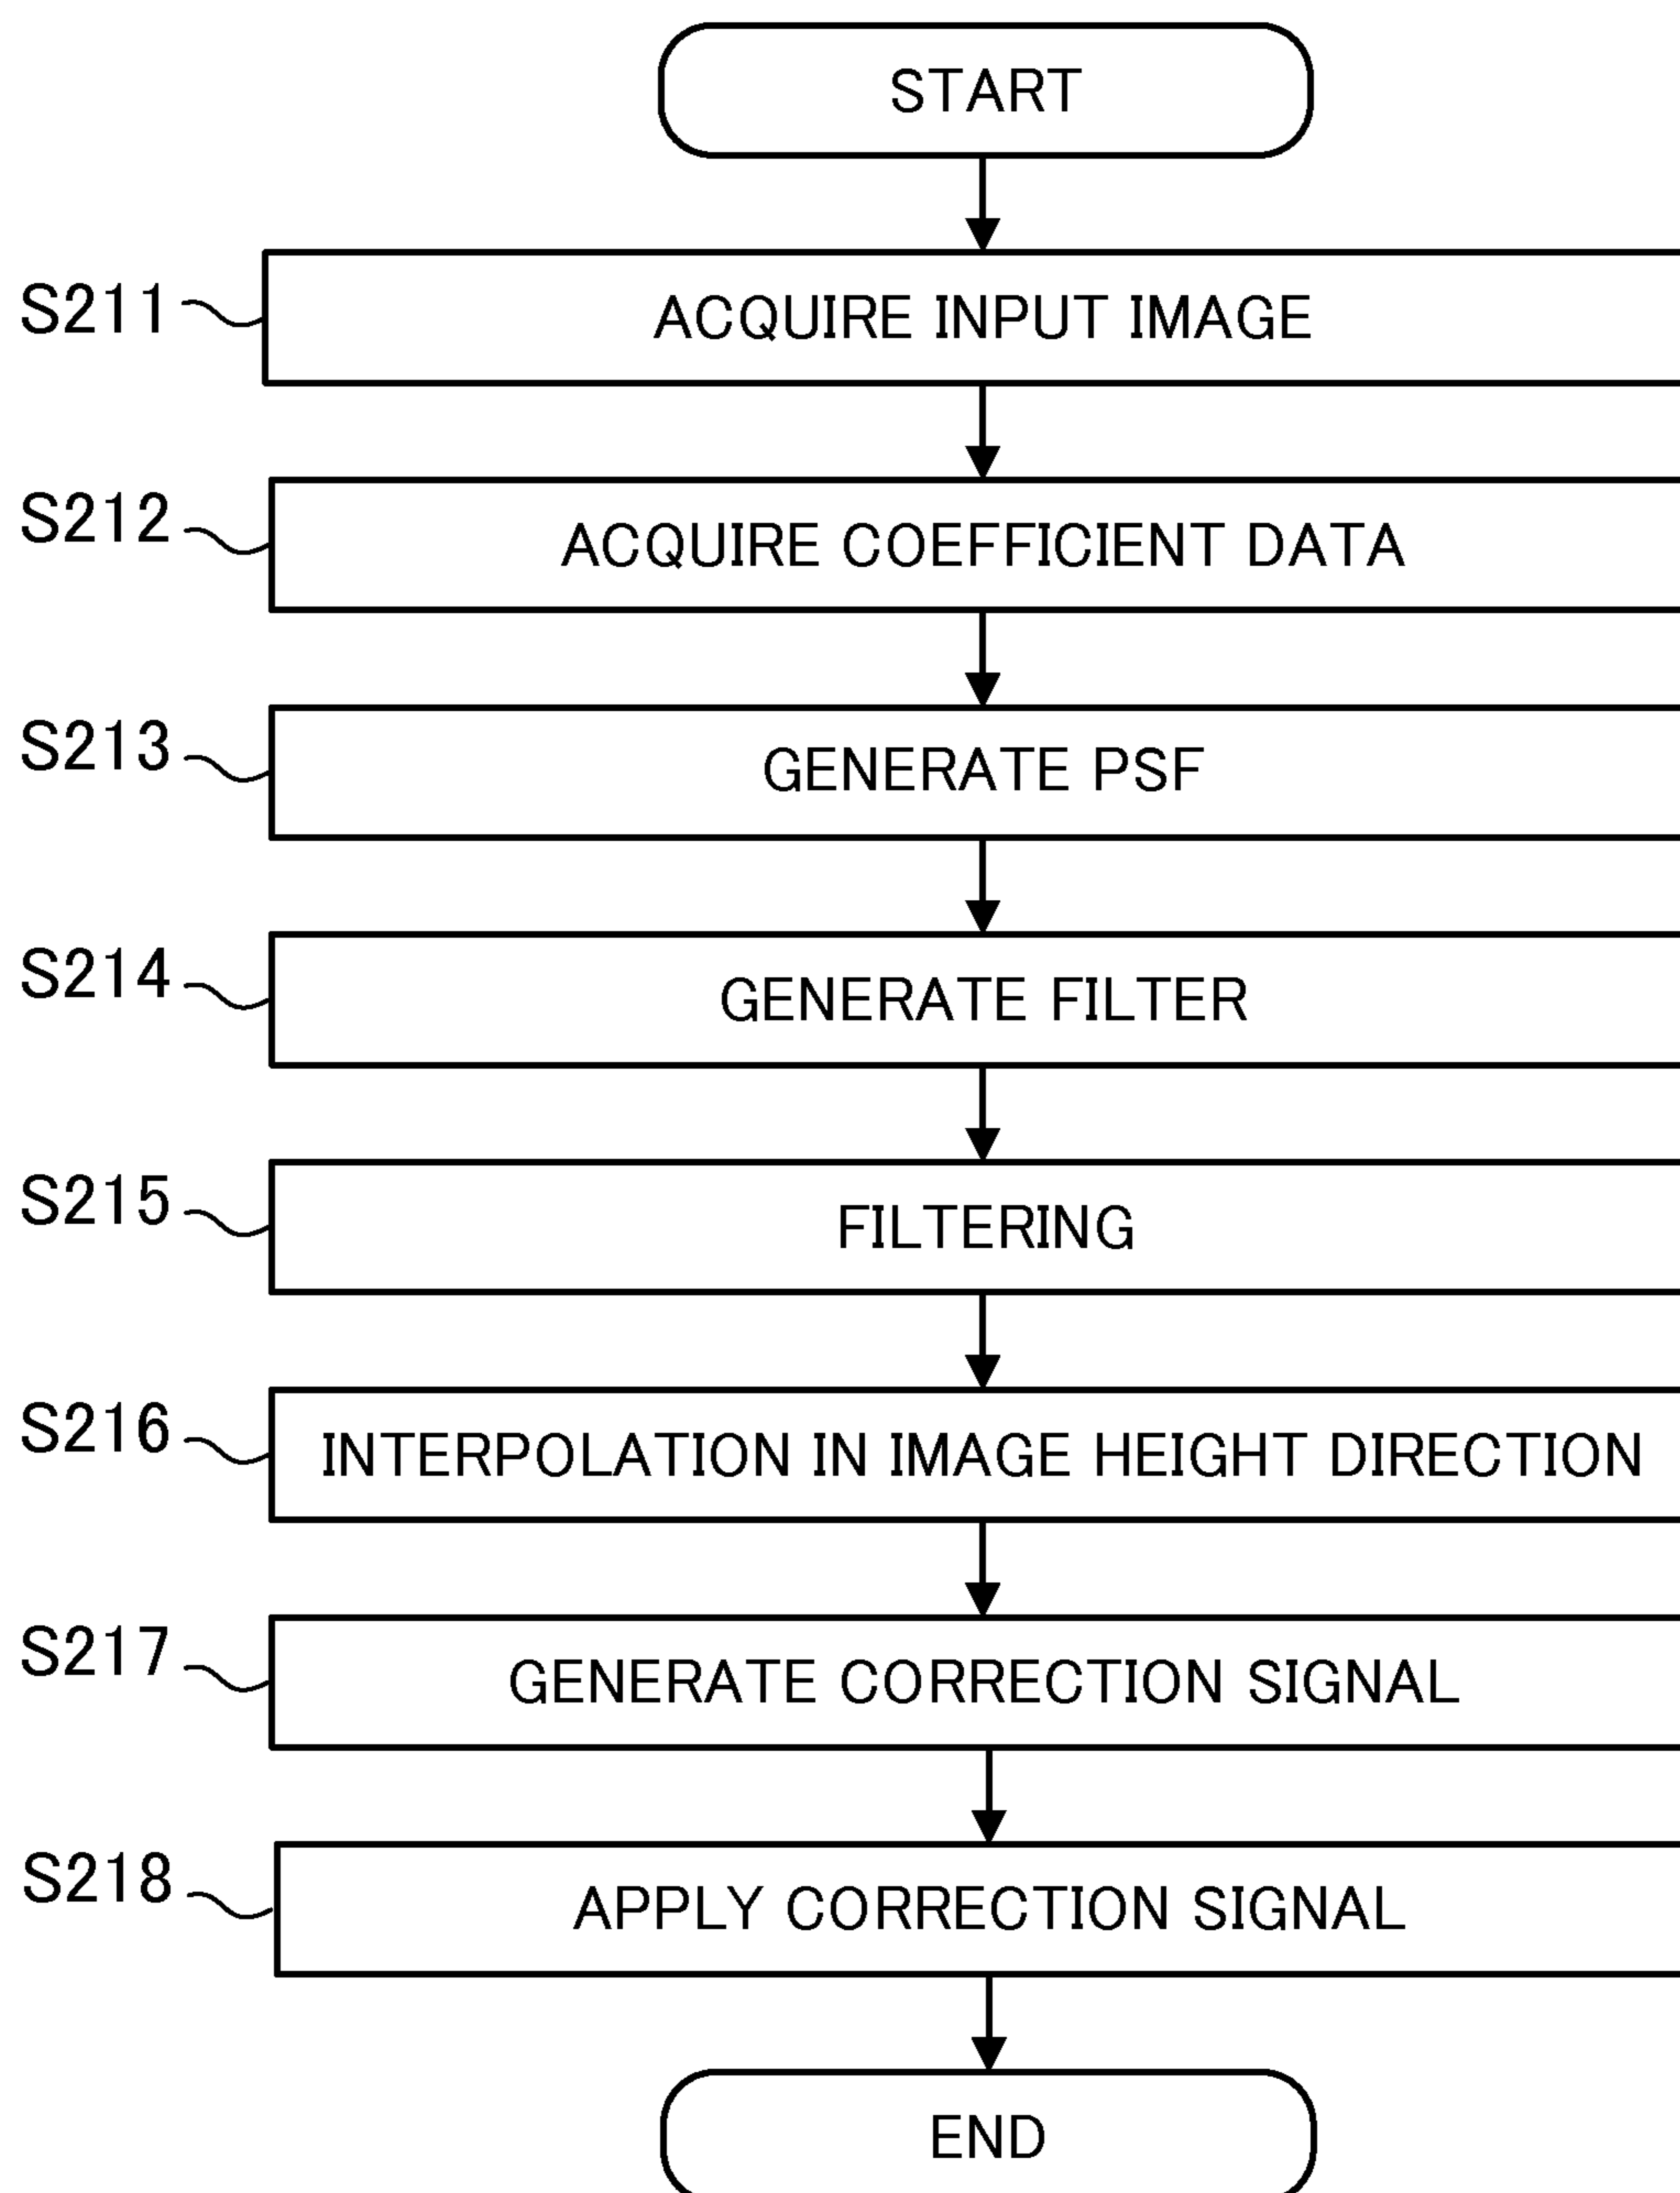 START
S211
ACQUIRE INPUT IMAGE
S212
ACQUIRE COEFFICIENT DATA
S213
GENERATE PSF
S214
GENERATE FILTER
S215
FILTERING
S216
INTERPOLATION IN IMAGE HEIGHT DIRECTION
S217
GENERATE CORRECTION SIGNAL
S218
APPLY CORRECTION SIGNAL
END